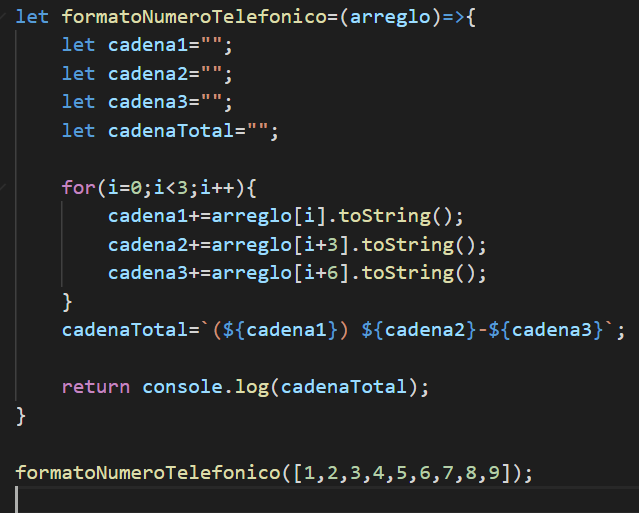 let formatoNumeroTelefonico=(arreglo)=>{
let cadena1="";
let cadena2="";
let cadena3="";
let cadenaTotal="";
for(i=0;i<3;i++){
cadena1+=arreglo[i].toString();
cadena2+=arreglo[i+3].toString();
cadena3+=arreglo[i+6].toString();
}
cadenaTotal=`(${cadena1}) ${cadena2}-${cadena3}`;
return console.log(cadenaTotal);
}
formatoNumeroTelefonico([1,2,3,4,5,6,7,8,9]);